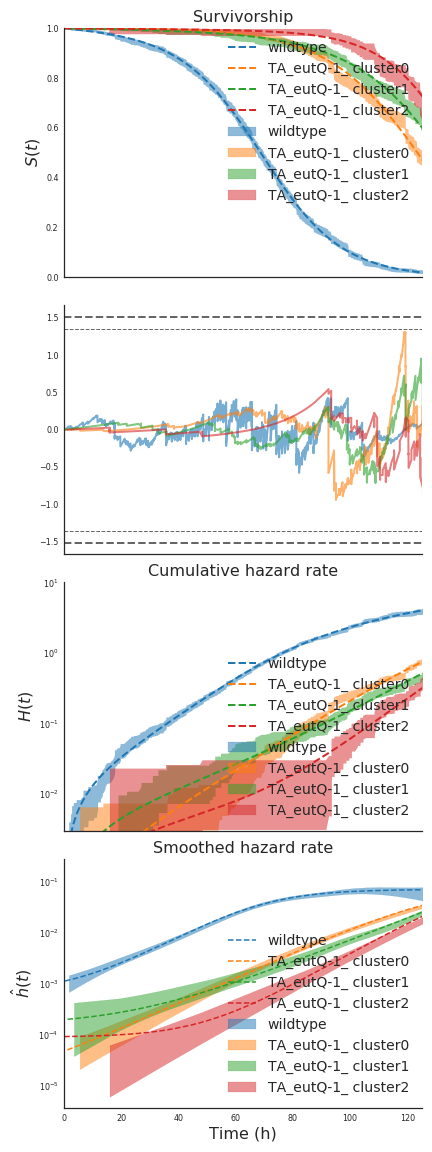 Survivorship
1.0
0.8
0.6
0.4
0.2
0.0
S(t)
wildtype
TA_eutQ-1_ cluster0
TA_eutQ-1_ cluster1
TA_eutQ-1_ cluster2
wildtype
TA_eutQ-1_ cluster0
TA_eutQ-1_ cluster1
TA_eutQ-1_ cluster2
1.5
1.0
0.5
0.0
−0.5
−1.0
−1.5
Cumulative hazard rate
10¹
10⁰
10⁻¹
10⁻²
H(t)
wildtype
TA_eutQ-1_ cluster0
TA_eutQ-1_ cluster1
TA_eutQ-1_ cluster2
wildtype
TA_eutQ-1_ cluster0
TA_eutQ-1_ cluster1
TA_eutQ-1_ cluster2
Smoothed hazard rate
10⁻¹
10⁻²
10⁻³
10⁻⁴
10⁻⁵
ĥ(t)
wildtype
TA_eutQ-1_ cluster0
TA_eutQ-1_ cluster1
TA_eutQ-1_ cluster2
wildtype
TA_eutQ-1_ cluster0
TA_eutQ-1_ cluster1
TA_eutQ-1_ cluster2
0 20 40 60 80 100 120
Time (h)